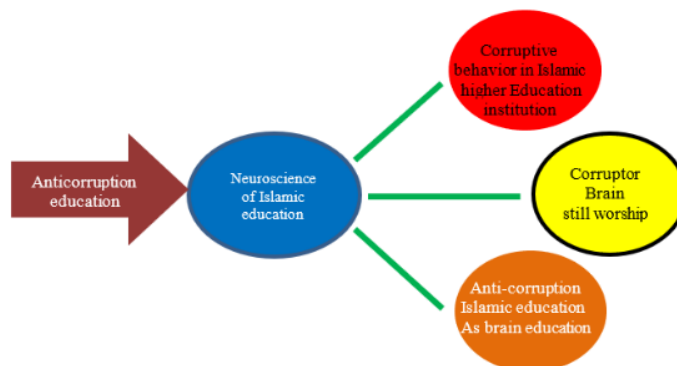 Corruptive
behavior in Islamic
higher Education
institution
Anticorruption
education
Neuroscience
of Islamic
education
Corruptor
Brain
still worship
Anti-corruption
Islamic education
As brain education